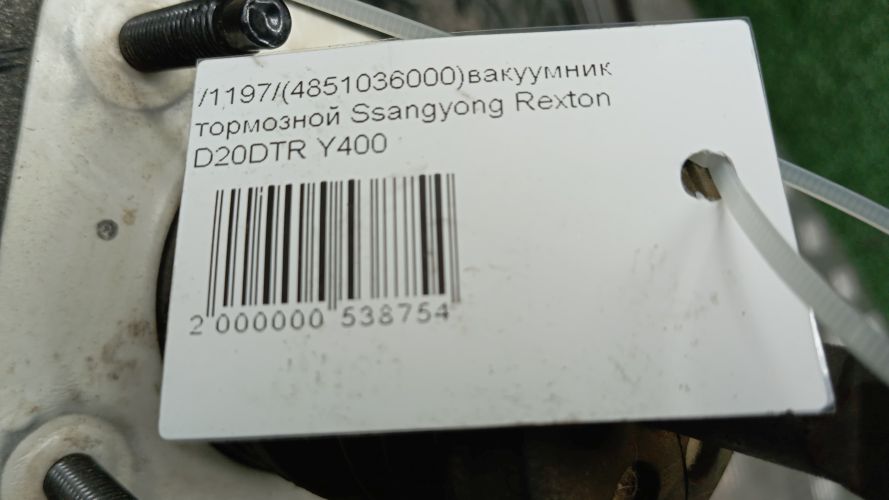 /1197/(4851036000)вакуумник
тормозной Ssangyong Rexton
D20DTR Y400
2 000000 538754